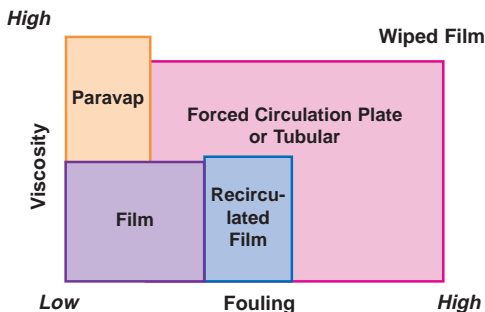 High
Wiped Film
Paravap
Forced Circulation Plate
or Tubular
Viscosity
Film
Recircu-
lated
Film
Low
Fouling
High